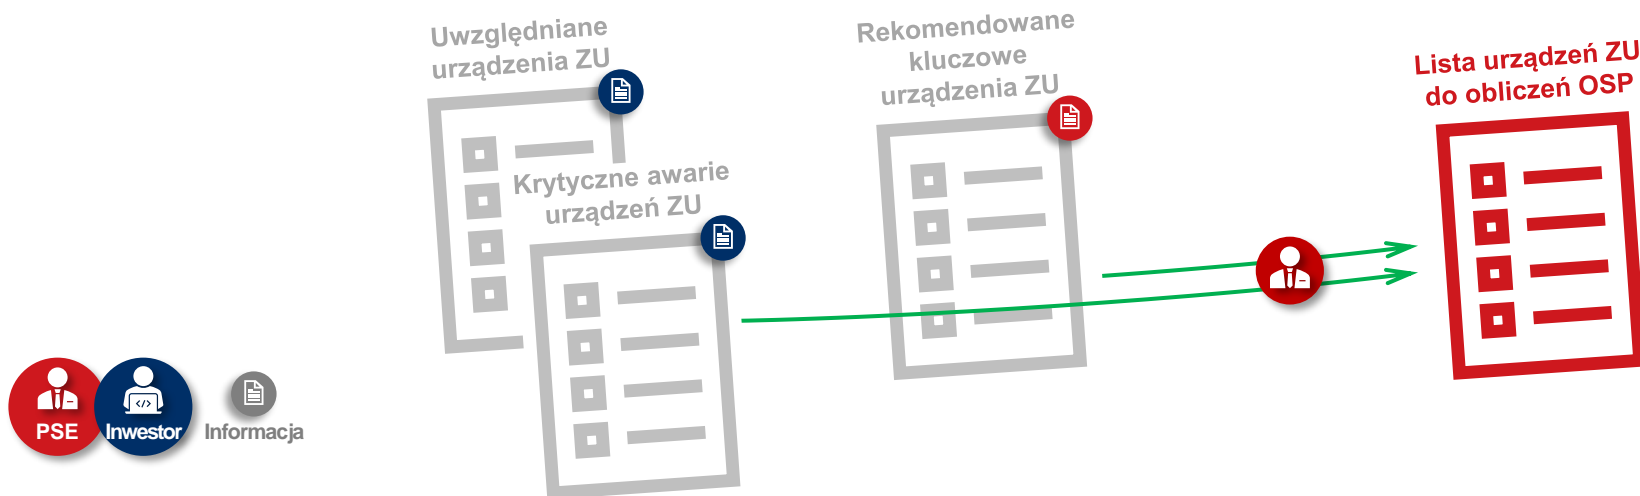 Uwzględniane
urządzenia ZU
Krytyczne awarie
urządzeń ZU
Rekomendowane
kluczowe
urządzenia ZU
Lista urządzeń ZU
do obliczeń OSP
PSE
Inwestor
Informacja